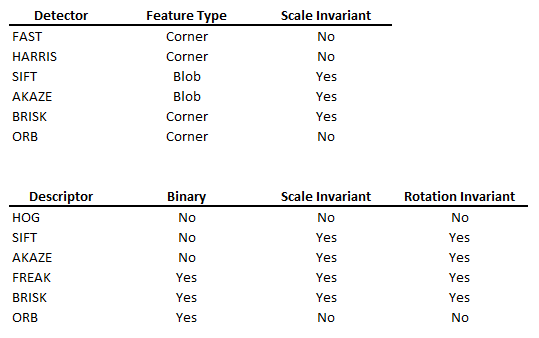 Detector Feature Type Scale Invariant
FAST Corner No
HARRIS Corner No
SIFT Blob Yes
AKAZE Blob Yes
BRISK Corner Yes
ORB Corner No
Descriptor Binary Scale Invariant Rotation Invariant
HOG No No No
SIFT No Yes Yes
AKAZE No Yes Yes
FREAK Yes Yes Yes
BRISK Yes Yes Yes
ORB Yes No No